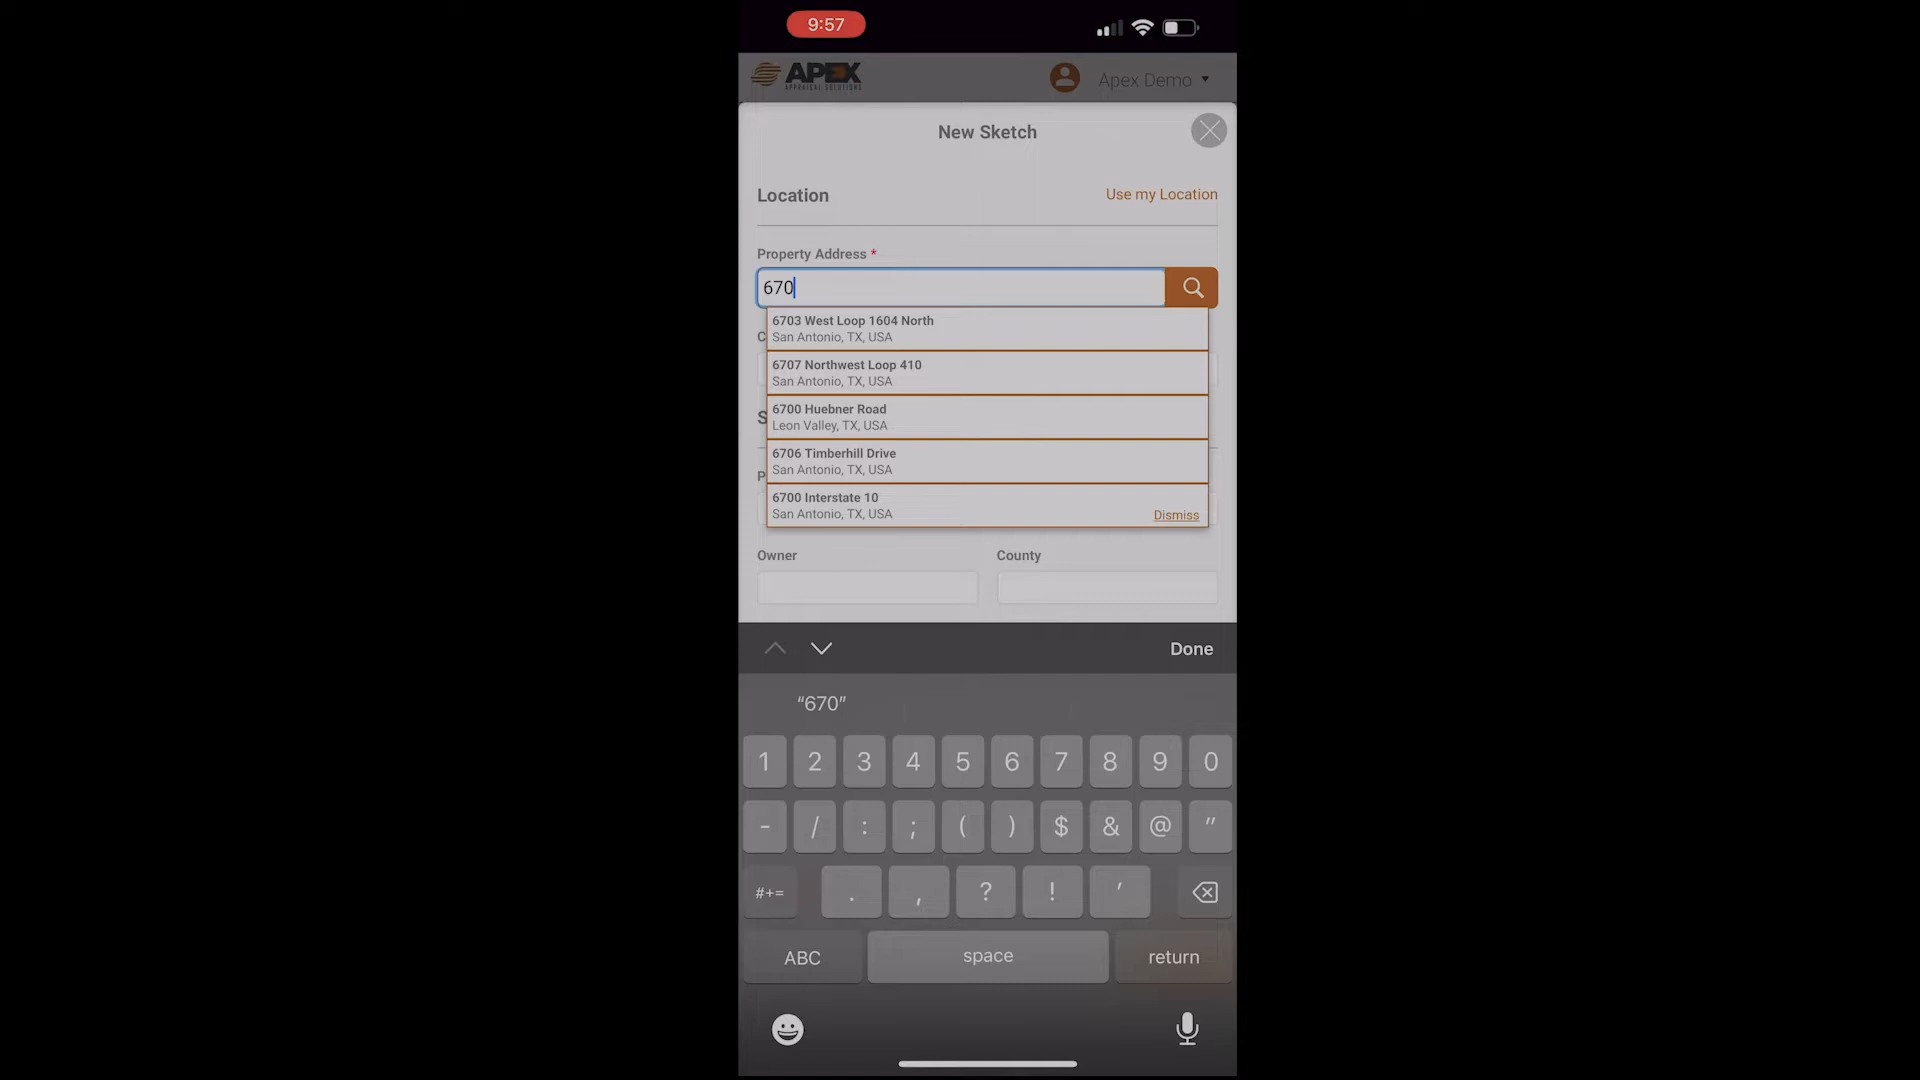 9:57
APEX
APPRAISAL SOLUTIONS
Apex Demo
New Sketch
Location
Use my Location
Property Address *
670
6703 West Loop 1604 North
San Antonio, TX, USA
C
6707 Northwest Loop 410
San Antonio, TX, USA
6700 Huebner Road
S
Leon Valley, TX, USA
6706 Timberhill Drive
San Antonio, TX, USA
P
6700 Interstate 10
San Antonio, TX, USA
Dismiss
Owner
County
Done
“670”
1 2 3 4 5 6 7 8 9 0
- / : ; ( ) $ & @ "
#+= . , ? ! '
ABC space return